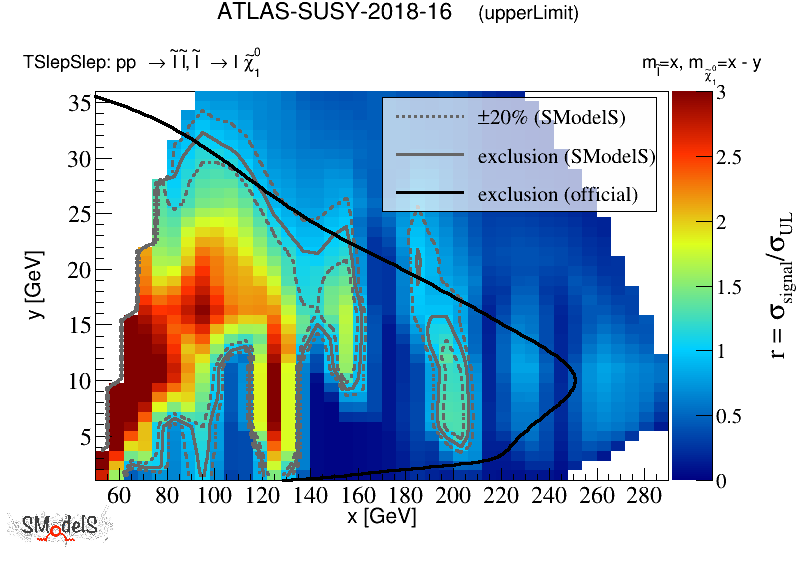 ATLAS-SUSY-2018-16 (upperLimit)
TSlepSlep: pp → l̃ l̃, l̃ → l χ̃⁰₁
m_l̃=x, m_χ̃⁰₁=x - y
±20% (SModelS)
exclusion (SModelS)
exclusion (official)
35
30
25
20
15
10
5
y [GeV]
60 80 100 120 140 160 180 200 220 240 260 280
x [GeV]
3
2.5
2
1.5
1
0.5
0
r = σ_signal/σ_UL
SModelS